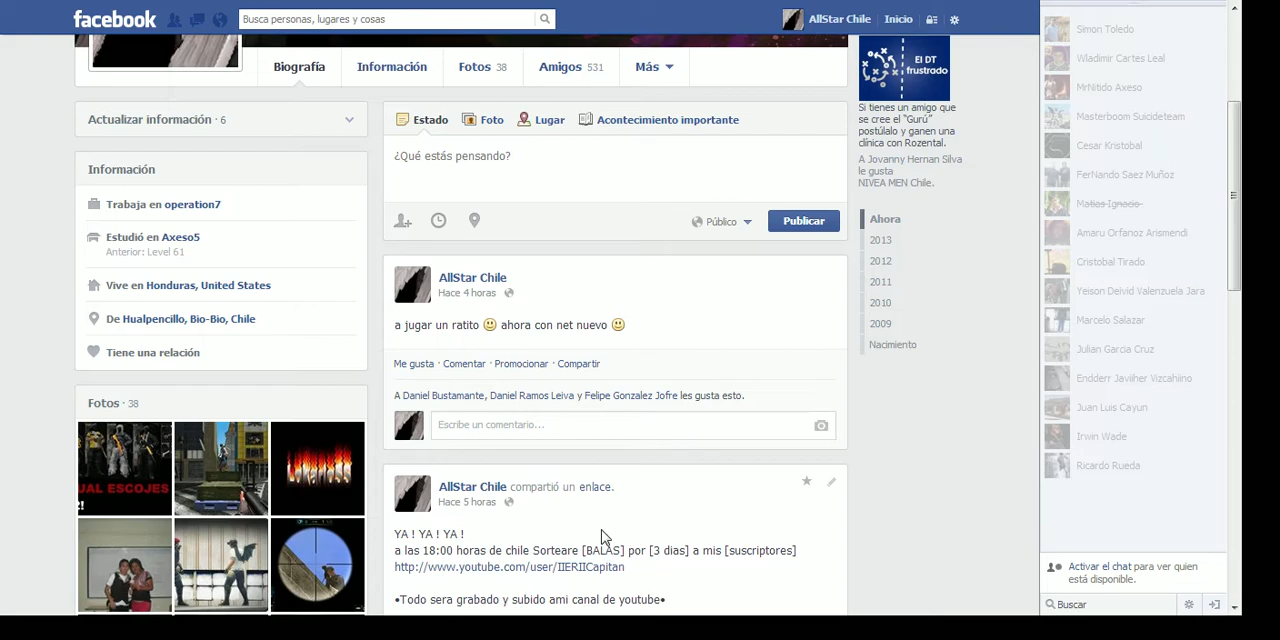 facebook
Busca personas, lugares y cosas
AllStar Chile
Inicio
Biografía
Información
Fotos 38
Amigos 531
Más
Actualizar información · 6
Información
Trabaja en operation7
Estudió en Axeso5
Anterior: Level 61
Vive en Honduras, United States
De Hualpencillo, Bio-Bio, Chile
Tiene una relación
Fotos · 38
UAL ESCOJES
Estado
Foto
Lugar
Acontecimiento importante
¿Qué estás pensando?
Público
Publicar
AllStar Chile
Hace 4 horas
a jugar un ratito ahora con net nuevo
Me gusta · Comentar · Promocionar · Compartir
A Daniel Bustamante, Daniel Ramos Leiva y Felipe Gonzalez Jofre les gusta esto.
Escribe un comentario...
AllStar Chile compartió un enlace.
Hace 5 horas
YA ! YA ! YA !
a las 18:00 horas de chile Sorteare [BALAS] por [3 dias] a mis [suscriptores]
http://www.youtube.com/user/IIERIICapitan
•Todo sera grabado y subido ami canal de youtube•
El DT
frustrado
Si tienes un amigo que
se cree el "Gurú"
postúlalo y ganen una
clínica con Rozental.
A Jovanny Hernan Silva
le gusta
NIVEA MEN Chile.
Ahora
2013
2012
2011
2010
2009
Nacimiento
Simon Toledo
Wladimir Cartes Leal
MrNitido Axeso
Masterboom Suicideteam
Cesar Kristobal
FerNando Saez Muñoz
Matias Ignacio
Amaru Orfanoz Arismendi
Cristobal Tirado
Yeison Deivid Valenzuela Jara
Marcelo Salazar
Julian Garcia Cruz
Endderr Javiiher Vizcahiino
Juan Luis Cayun
Irwin Wade
Ricardo Rueda
Activar el chat para ver quien
está disponible.
Buscar